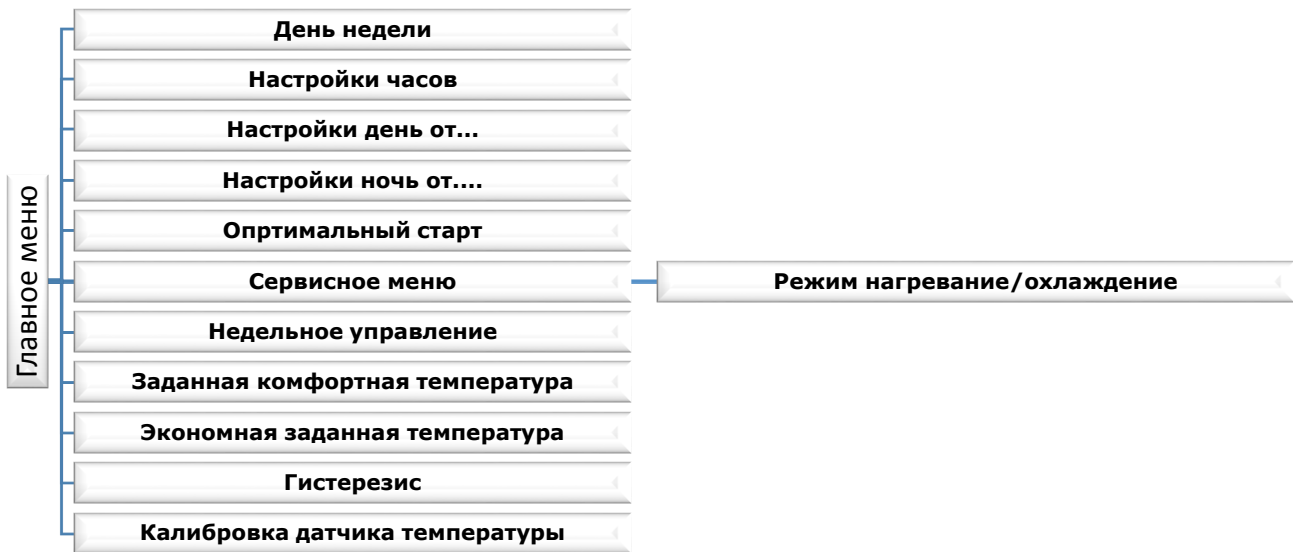 День недели
Настройки часов
Настройки день от...
Настройки ночь от....
Опртимальный старт
Главное меню
Сервисное меню
Режим нагревание/охлаждение
Недельное управление
Заданная комфортная температура
Экономная заданная температура
Гистерезис
Калибровка датчика температуры